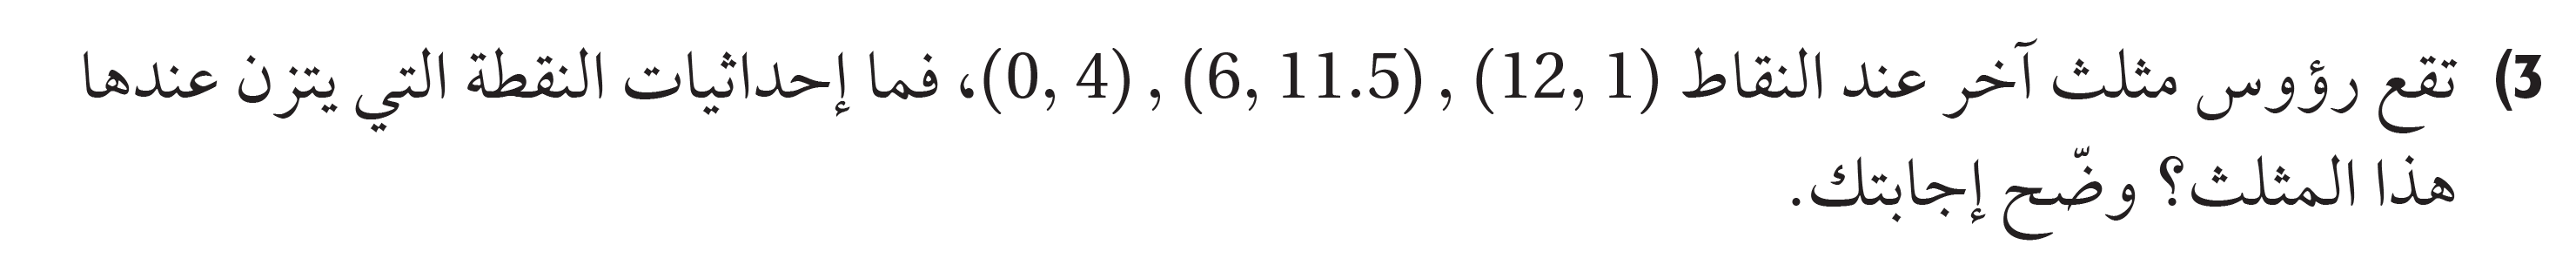 3) تقع رؤوس مثلث آخر عند النقاط (0, 4) , (6, 11.5) , (12, 1)، فما إحداثيات النقطة التي يتزن عندها
هذا المثلث؟ وضّح إجابتك.